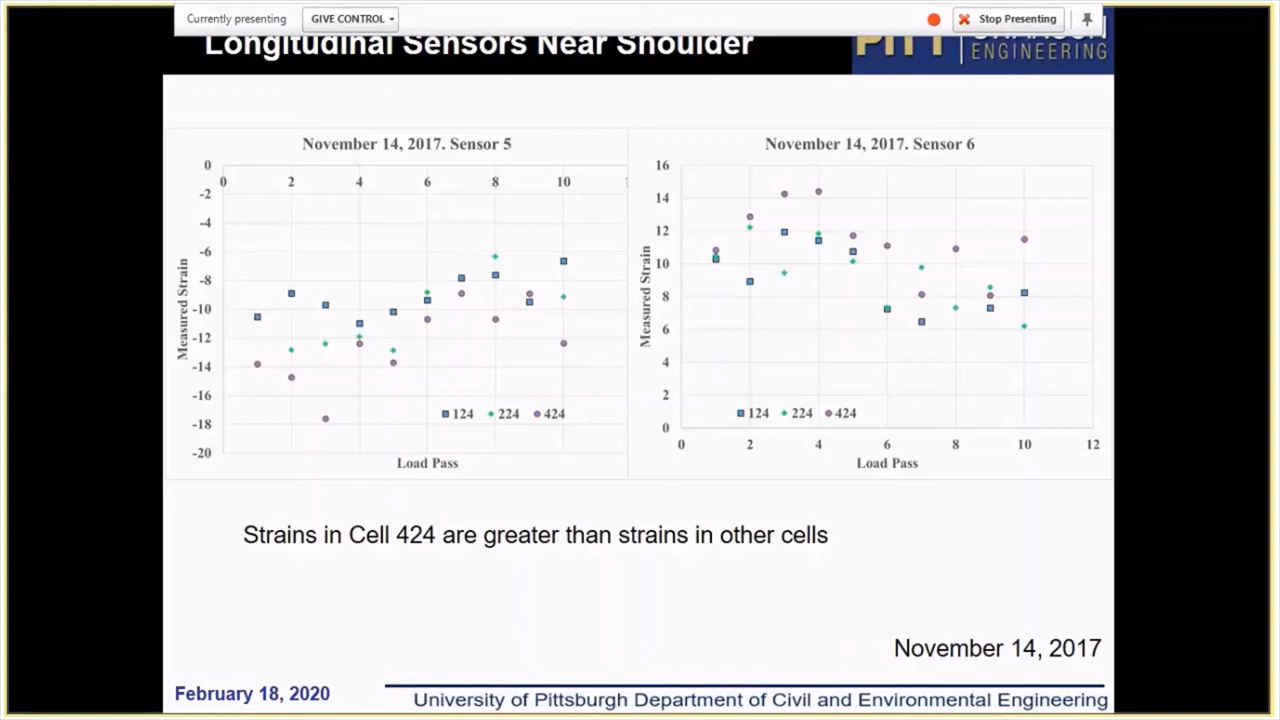 Currently presenting
GIVE CONTROL
Stop Presenting
Longitudinal Sensors Near Shoulder
PITT
ENGINEERING
November 14, 2017. Sensor 5
0
-2
-4
-6
-8
-10
-12
-14
-16
-18
-20
0 2 4 6 8 10
Measured Strain
124 224 424
Load Pass
November 14, 2017. Sensor 6
16
14
12
10
8
6
4
2
0
0 2 4 6 8 10 12
Measured Strain
124 224 424
Load Pass
Strains in Cell 424 are greater than strains in other cells
November 14, 2017
February 18, 2020
University of Pittsburgh Department of Civil and Environmental Engineering